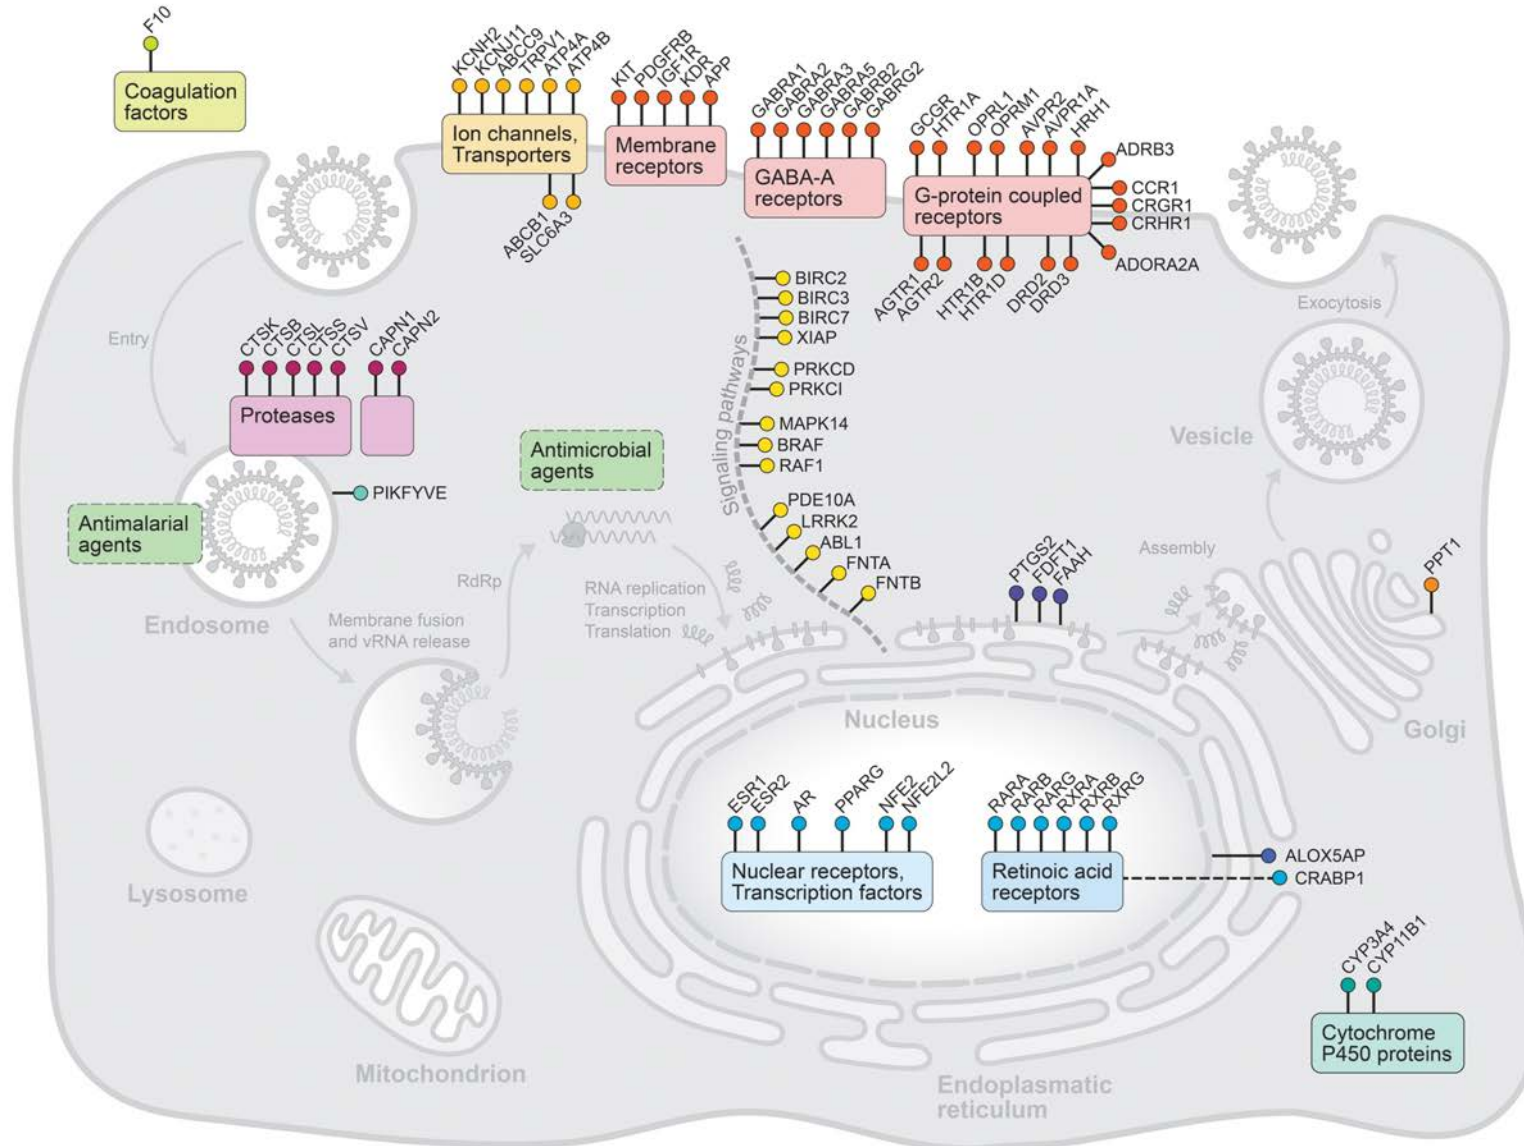 F10
Coagulation
factors
KCNH2
KCNJ11
ABCC9
TRPV1
ATP4A
ATP4B
Ion channels,
Transporters
ABCB1
SLC6A3
KIT
PDGFRB
IGF1R
KDR
APP
Membrane
receptors
GABRA1
GABRA2
GABRA3
GABRA5
GABRB2
GABRG2
GABA-A
receptors
GCGR
HTR1A
OPRL1
OPRM1
AVPR2
AVPR1A
HRH1
ADRB3
CCR1
CRGR1
CRHR1
ADORA2A
G-protein coupled
receptors
AGTR1
AGTR2
HTR1B
HTR1D
DRD2
DRD3
Entry
CTSK
CTSB
CTSL
CTSS
CTSV
CAPN1
CAPN2
Proteases
PIKFYVE
Antimalarial
agents
Endosome
Antimicrobial
agents
Signaling pathways
BIRC2
BIRC3
BIRC7
XIAP
PRKCD
PRKCI
MAPK14
BRAF
RAF1
PDE10A
LRRK2
ABL1
FNTA
FNTB
Exocytosis
Vesicle
RdRp
RNA replication
Transcription
Translation
Membrane fusion
and vRNA release
PTGS2
FDFT1
FAAH
Assembly
PPT1
Golgi
Nucleus
ESR1
ESR2
AR
PPARG
NFE2
NFE2L2
Nuclear receptors,
Transcription factors
RARA
RARB
RARG
RXRA
RXRB
RXRG
Retinoic acid
receptors
ALOX5AP
CRABP1
Lysosome
Mitochondrion
CYP3A4
CYP11B1
Cytochrome
P450 proteins
Endoplasmatic
reticulum